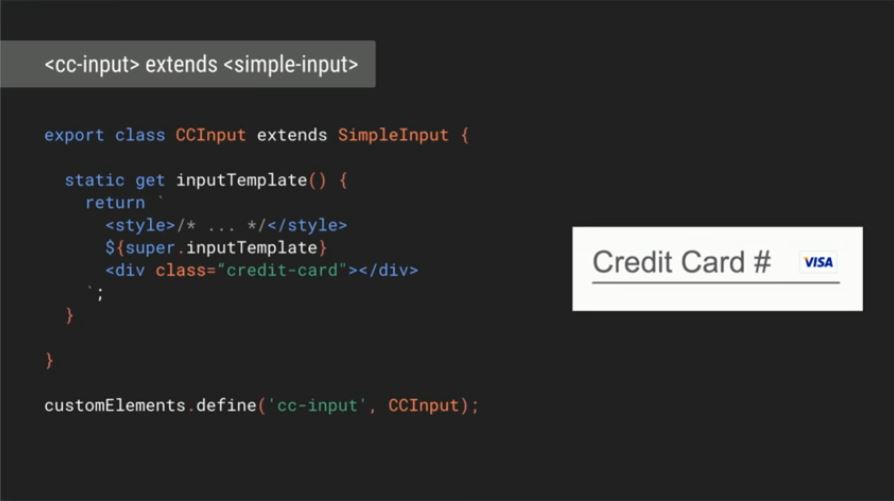 <cc-input> extends <simple-input>
export class CCInput extends SimpleInput {
static get inputTemplate() {
return `
<style>/* ... */</style>
${super.inputTemplate}
<div class="credit-card"></div>
`;
}
}
customElements.define('cc-input', CCInput);
Credit Card # VISA